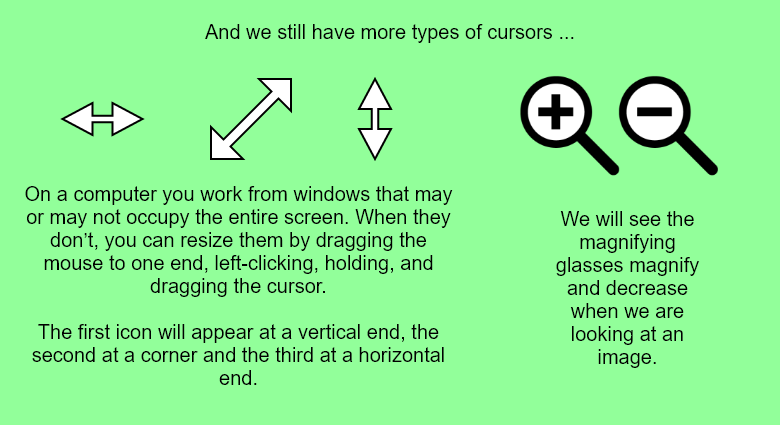 And we still have more types of cursors ...
On a computer you work from windows that may
or may not occupy the entire screen. When they
don’t, you can resize them by dragging the
mouse to one end, left-clicking, holding, and
dragging the cursor.
The first icon will appear at a vertical end, the
second at a corner and the third at a horizontal
end.
We will see the
magnifying
glasses magnify
and decrease
when we are
looking at an
image.